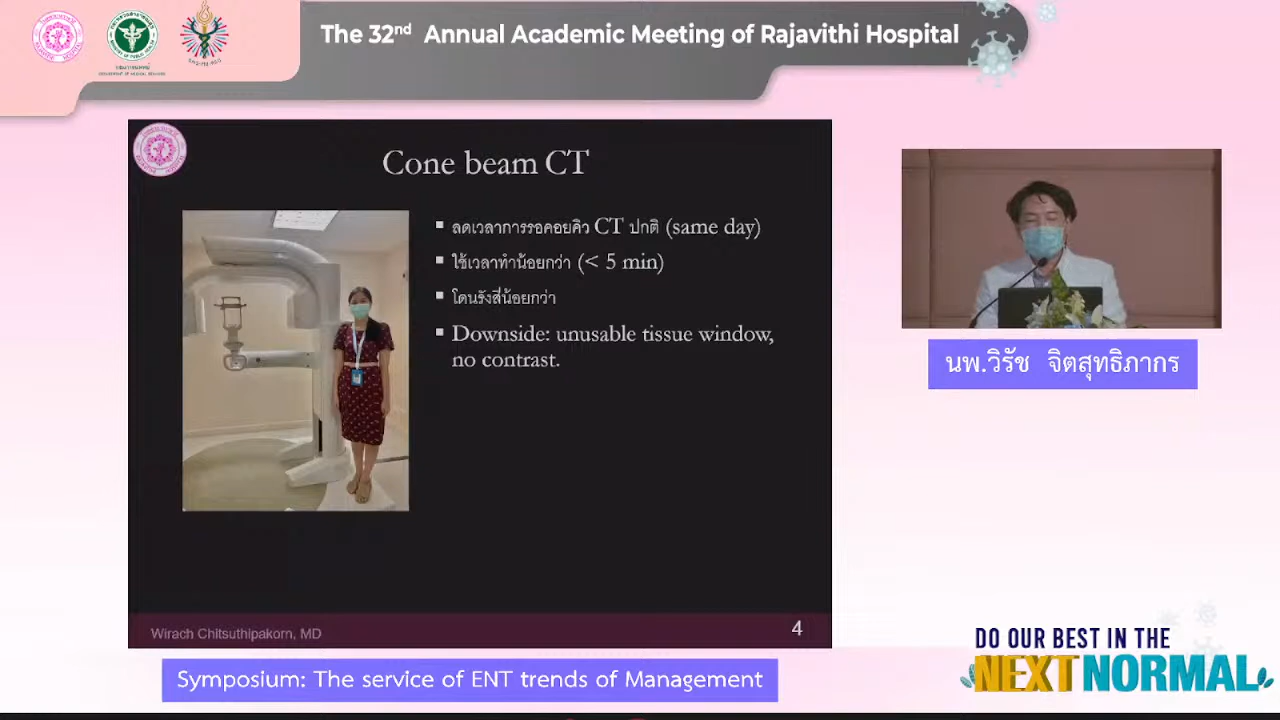 The 32nd Annual Academic Meeting of Rajavithi Hospital
Cone beam CT
ลดเวลาการรอคอยคิว CT ปกติ (same day)
ใช้เวลาทำน้อยกว่า (< 5 min)
โดนรังสีน้อยกว่า
Downside: unusable tissue window,
no contrast.
นพ.วิรัช จิตสุทธิภากร
Wirach Chitsuthipakorn, MD
4
Symposium: The service of ENT trends of Management
DO OUR BEST IN THE
NEXT NORMAL